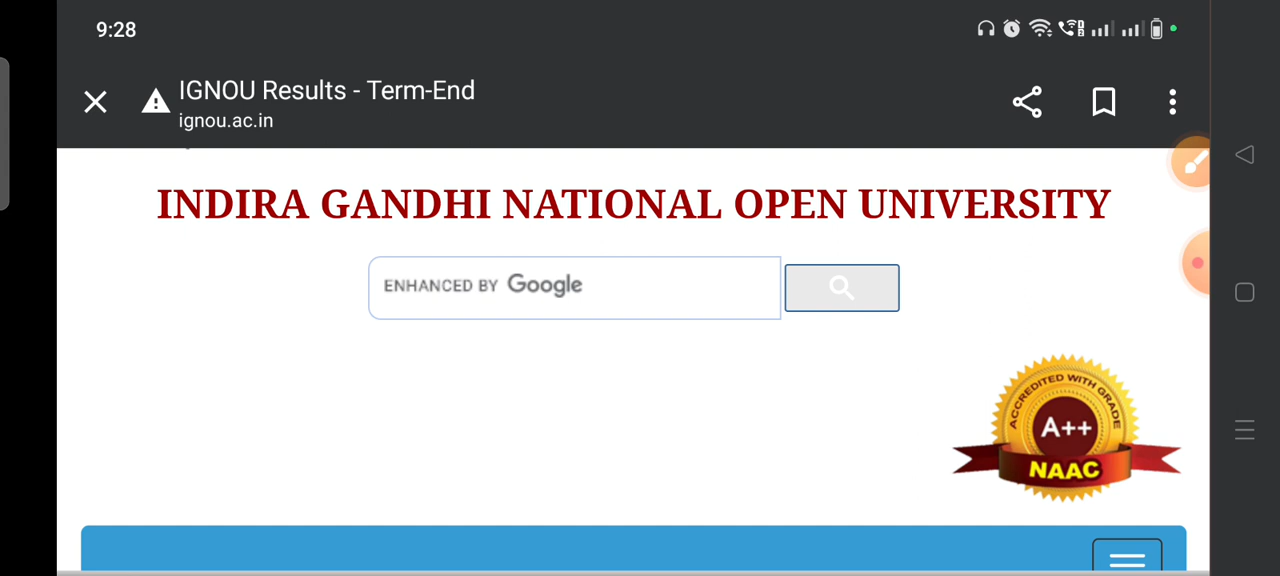 9:28
IGNOU Results - Term-End
ignou.ac.in
INDIRA GANDHI NATIONAL OPEN UNIVERSITY
ENHANCED BY Google
ACCREDITED WITH GRADE
A++
NAAC